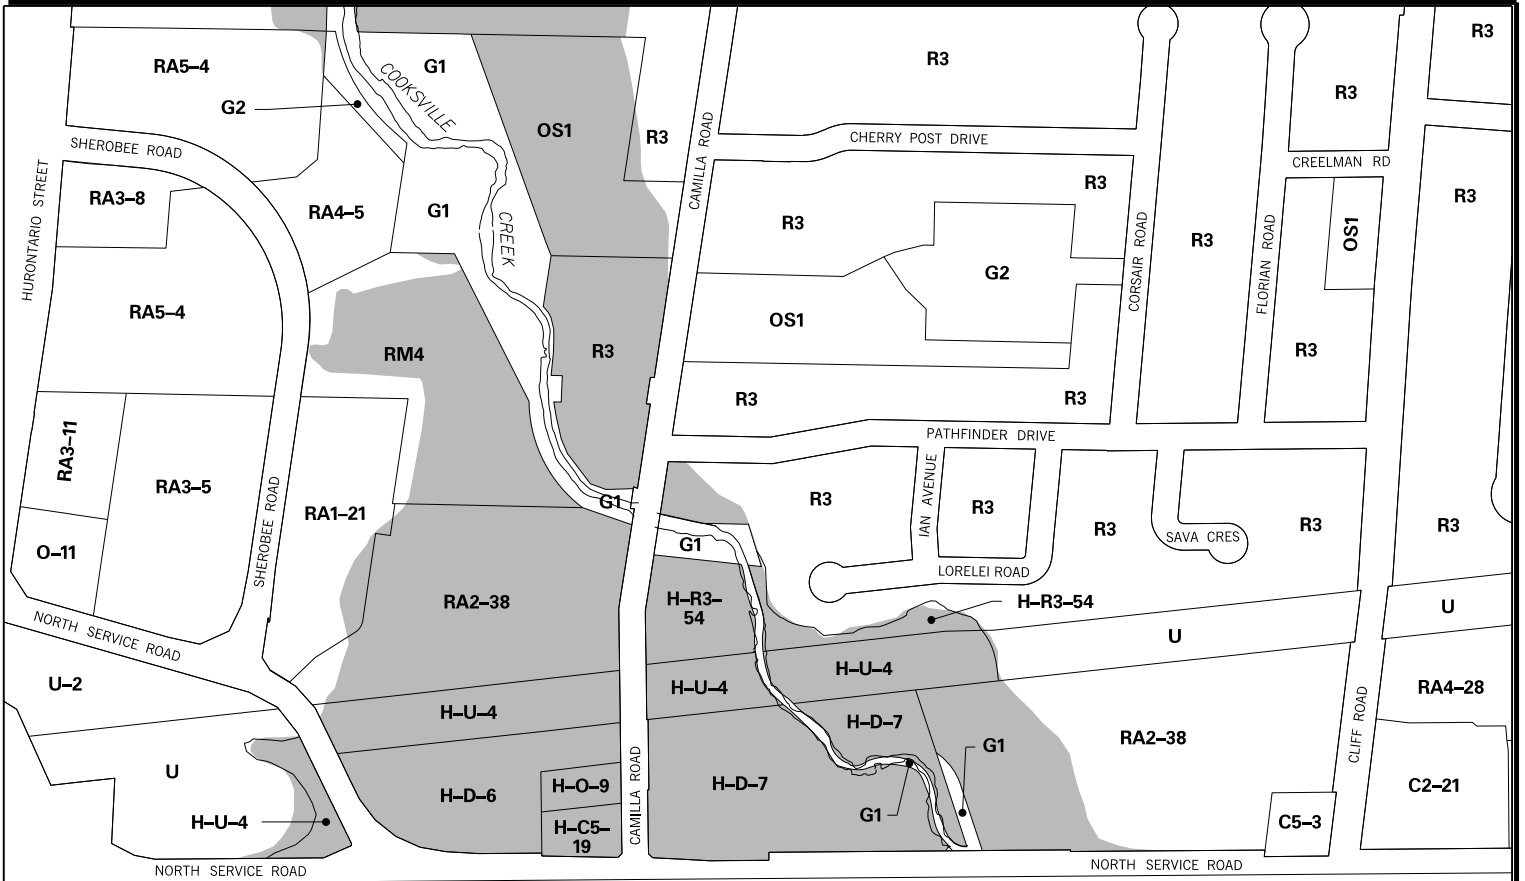 R3
RA5–4
G1
R3
COOKSVILLE
R3
G2
OS1
R3
CHERRY POST DRIVE
SHEROBEE ROAD
CAMILLA ROAD
CREELMAN RD
HURONTARIO STREET
RA3–8
R3
R3
RA4–5
G1
CREEK
R3
CORSAIR ROAD
R3
FLORIAN ROAD
OS1
G2
RA5–4
OS1
RM4
R3
R3
R3
R3
RA3–11
PATHFINDER DRIVE
RA3–5
SHEROBEE ROAD
RA1–21
G1
R3
IAN AVENUE
R3
R3
R3
R3
SAVA CRES
O–11
G1
LORELEI ROAD
RA2–38
H–R3–
54
H–R3–54
U
NORTH SERVICE ROAD
U
U–2
H–U–4
H–U–4
RA4–28
H–U–4
H–D–7
CLIFF ROAD
RA2–38
G1
U
H–D–6
H–O–9
CAMILLA ROAD
H–D–7
C2–21
H–U–4
G1
C5–3
H–C5–
19
NORTH SERVICE ROAD
NORTH SERVICE ROAD